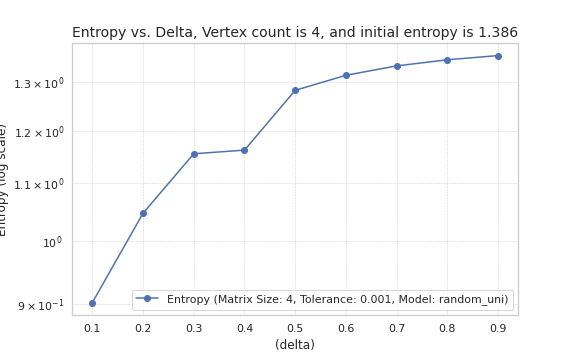 Entropy vs. Delta, Vertex count is 4, and initial entropy is 1.386
1.3 × 10⁰
1.2 × 10⁰
1.1 × 10⁰
10⁰
9 × 10⁻¹
Entropy (log scale)
Entropy (Matrix Size: 4, Tolerance: 0.001, Model: random_uni)
0.1 0.2 0.3 0.4 0.5 0.6 0.7 0.8 0.9
(delta)